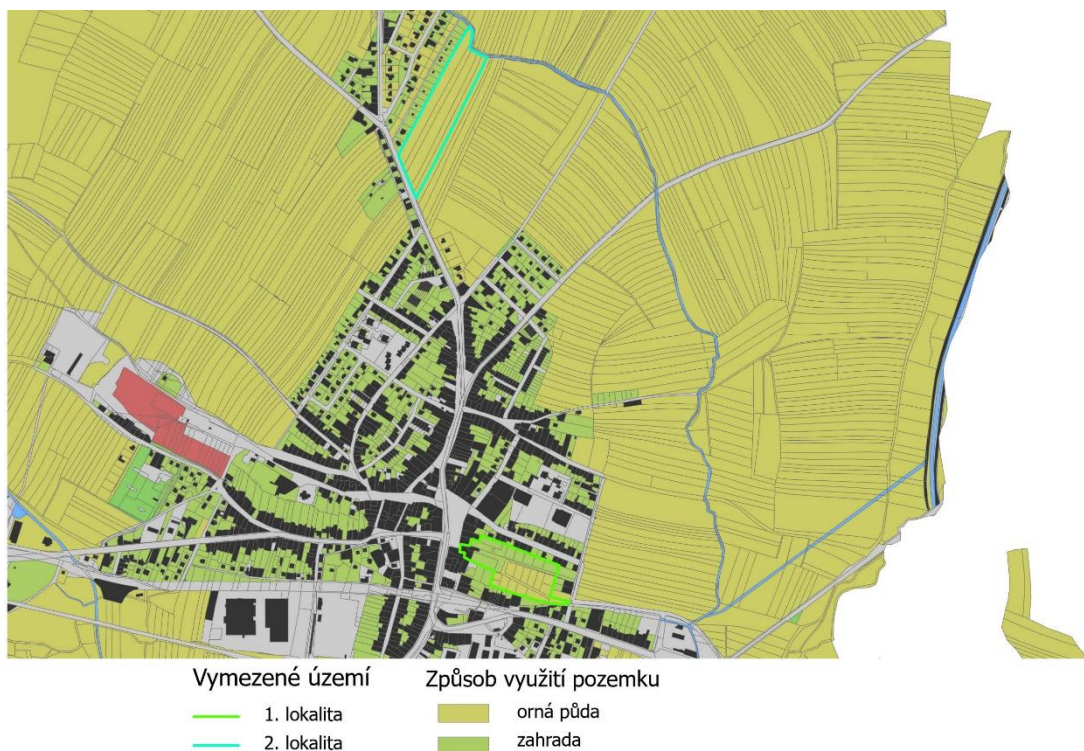 Vymezené území
1. lokalita
2. lokalita
Způsob využití pozemku
orná půda
zahrada